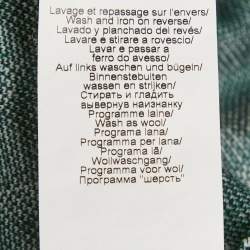 Lavage et repassage sur l'envers/
Wash and iron on reverse/
Lavado y planchado del revés/
Lavare e stirare a rovescio/
Lavar e passar a
ferro do avesso/
Auf links waschen und bügeln/
Binnenstebuiten
wassen en strijken/
Стирать и гладить
вывернув наизнанку
Programme laine/
Wash as wool/
Programa lana/
Programma per lana/
Programa lã/
Wollwaschgang/
Programma voor wol/
Программа "шерсть"